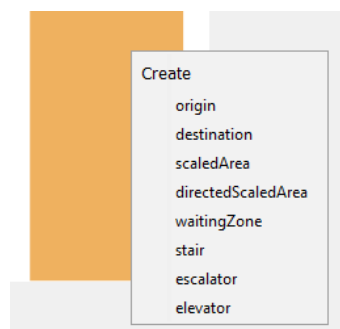 Create
origin
destination
scaledArea
directedScaledArea
waitingZone
stair
escalator
elevator